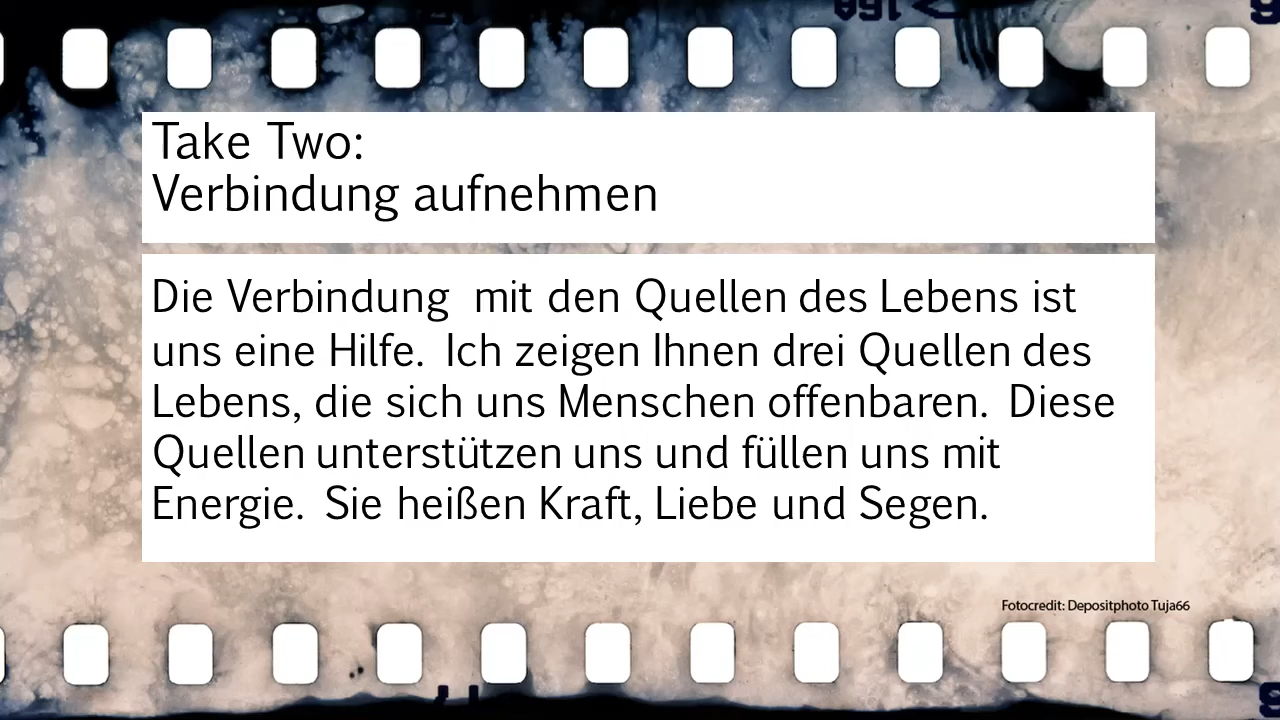 Take Two:
Verbindung aufnehmen
Die Verbindung  mit den Quellen des Lebens ist
uns eine Hilfe.  Ich zeigen Ihnen drei Quellen des
Lebens, die sich uns Menschen offenbaren.  Diese
Quellen unterstützen uns und füllen uns mit
Energie.  Sie heißen Kraft, Liebe und Segen.
Fotocredit: Depositphoto Tuja66